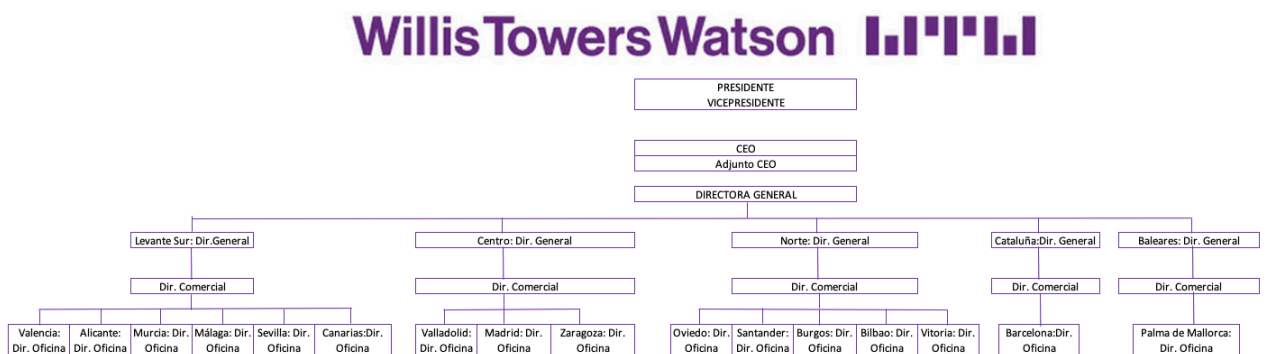 Willis Towers Watson
PRESIDENTE
VICEPRESIDENTE
CEO
Adjunto CEO
DIRECTORA GENERAL
Levante Sur: Dir.General
Centro: Dir. General
Norte: Dir. General
Cataluña:Dir. General
Baleares: Dir. General
Dir. Comercial
Dir. Comercial
Dir. Comercial
Dir. Comercial
Dir. Comercial
Valencia:
Dir. Oficina
Alicante:
Dir. Oficina
Murcia: Dir.
Oficina
Málaga: Dir.
Oficina
Sevilla: Dir.
Oficina
Canarias:Dir.
Oficina
Valladolid:
Dir. Oficina
Madrid: Dir.
Oficina
Zaragoza: Dir.
Oficina
Oviedo: Dir.
Oficina
Santander:
Dir. Oficina
Burgos: Dir.
Oficina
Bilbao: Dir.
Oficina
Vitoria: Dir.
Oficina
Barcelona:Dir.
Oficina
Palma de Mallorca:
Dir. Oficina